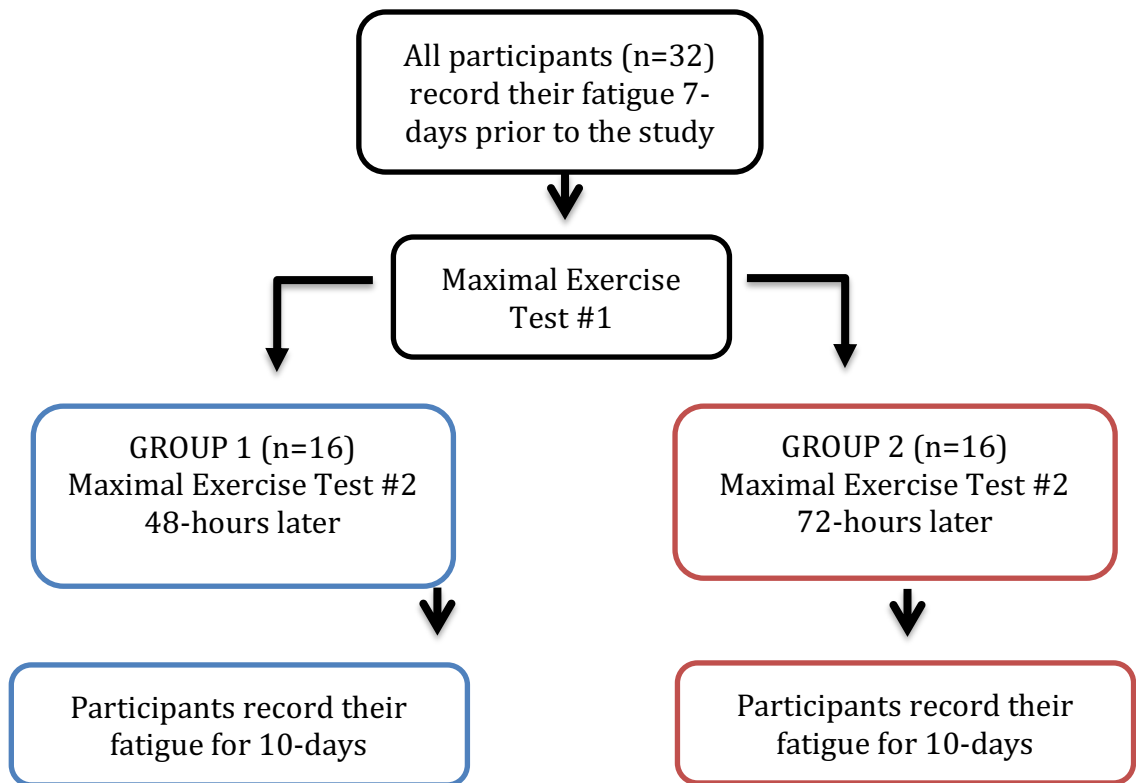 All participants (n=32)
record their fatigue 7-
days prior to the study
Maximal Exercise
Test #1
GROUP 1 (n=16)
Maximal Exercise Test #2
48-hours later
GROUP 2 (n=16)
Maximal Exercise Test #2
72-hours later
Participants record their
fatigue for 10-days
Participants record their
fatigue for 10-days